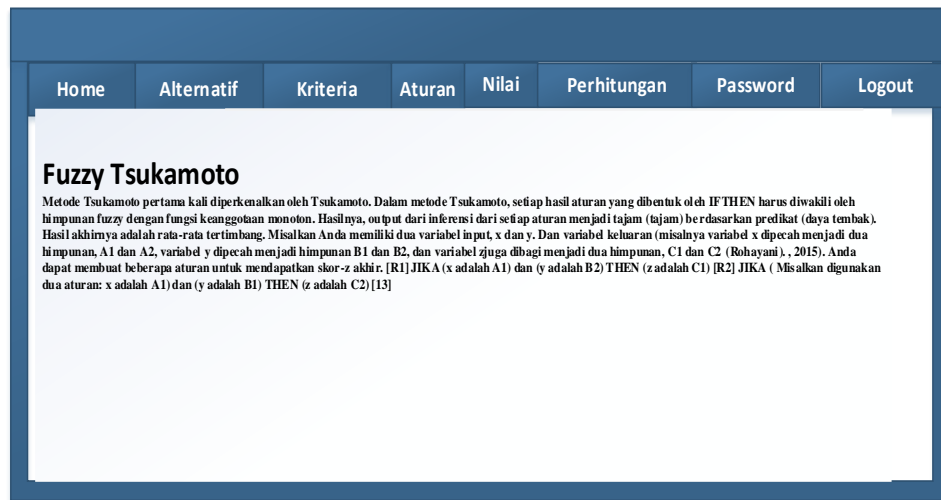 Home Alternatif Kriteria Aturan Nilai Perhitungan Password Logout
Fuzzy Tsukamoto
Metode Tsukamoto pertama kali diperkenalkan oleh Tsukamoto. Dalam metode Tsukamoto, setiap hasil aturan yang dibentuk oleh IFTHEN harus diwakili oleh
himpunan fuzzy dengan fungsi keanggotaan monoton. Hasilnya, output dari inferensi dari setiap aturan menjadi tajam (tajam) berdasarkan predikat (daya tembak).
Hasil akhirnya adalah rata-rata tertimbang. Misalkan Anda memiliki dua variabel input, x dan y. Dan variabel keluaran (misalnya variabel x dipecah menjadi dua
himpunan, A1 dan A2, variabel y dipecah menjadi himpunan B1 dan B2, dan variabel zjuga dibagi menjadi dua himpunan, C1 dan C2 (Rohayani). , 2015). Anda
dapat membuat beberapa aturan untuk mendapatkan skor-z akhir. [R1] JIKA (x adalah A1) dan (y adalah B2) THEN (z adalah C1) [R2] JIKA ( Misalkan digunakan
dua aturan: x adalah A1) dan (y adalah B1) THEN (z adalah C2) [13]